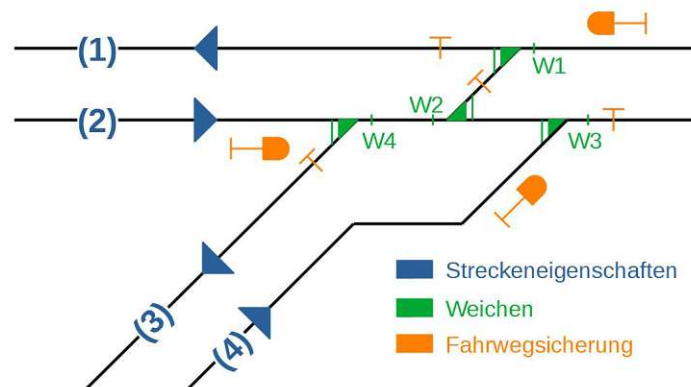 (1)
W1
(2)
W2
W4
W3
(3)
(4)
Streckeneigenschaften
Weichen
Fahrwegsicherung